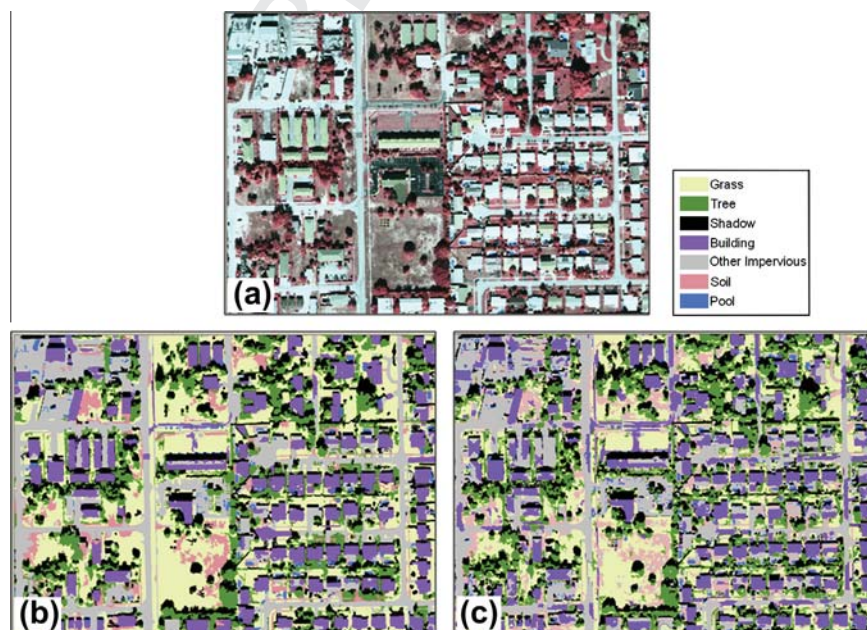 (a)
Grass
Tree
Shadow
Building
Other Impervious
Soil
Pool
(b)
(c)